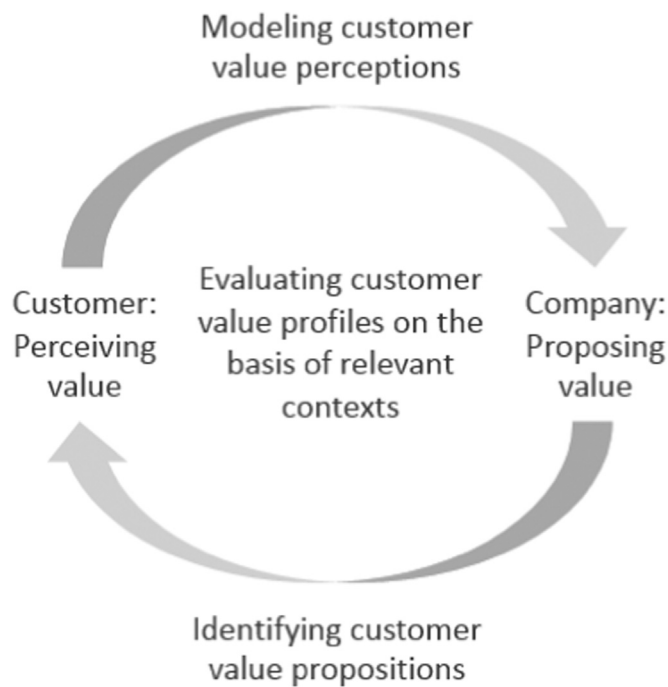 Modeling customer
value perceptions
Customer:
Perceiving
value
Evaluating customer
value profiles on the
basis of relevant
contexts
Company:
Proposing
value
Identifying customer
value propositions